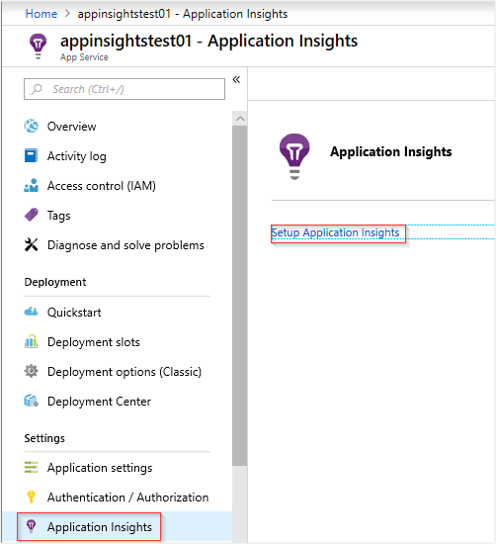 Home > appinsightstest01 - Application Insights
appinsightstest01 - Application Insights
App Service
Search (Ctrl+/)
Overview
Activity log
Access control (IAM)
Tags
Diagnose and solve problems
Deployment
Quickstart
Deployment slots
Deployment options (Classic)
Deployment Center
Settings
Application settings
Authentication / Authorization
Application Insights
Application Insights
Setup Application Insights